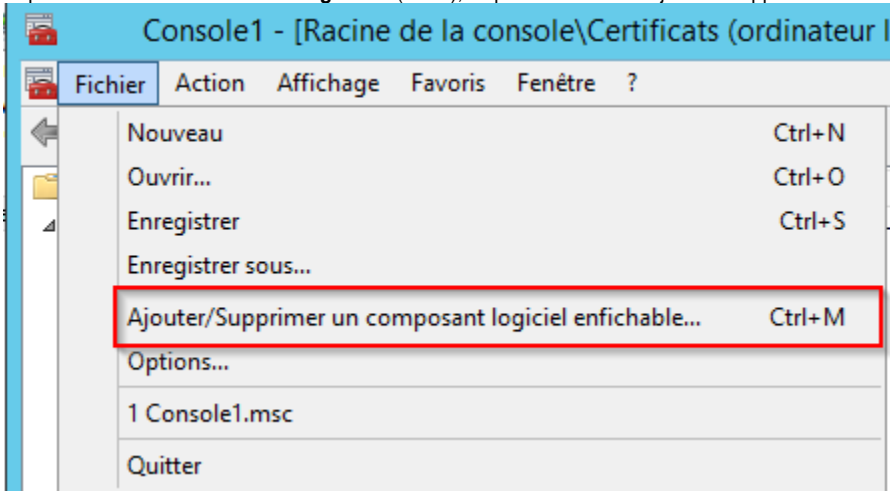 Console1 - [Racine de la console\Certificats (ordinateur
Fichier Action Affichage Favoris Fenêtre ?
Nouveau Ctrl+N
Ouvrir... Ctrl+O
Enregistrer Ctrl+S
Enregistrer sous...
Ajouter/Supprimer un composant logiciel enfichable... Ctrl+M
Options...
1 Console1.msc
Quitter